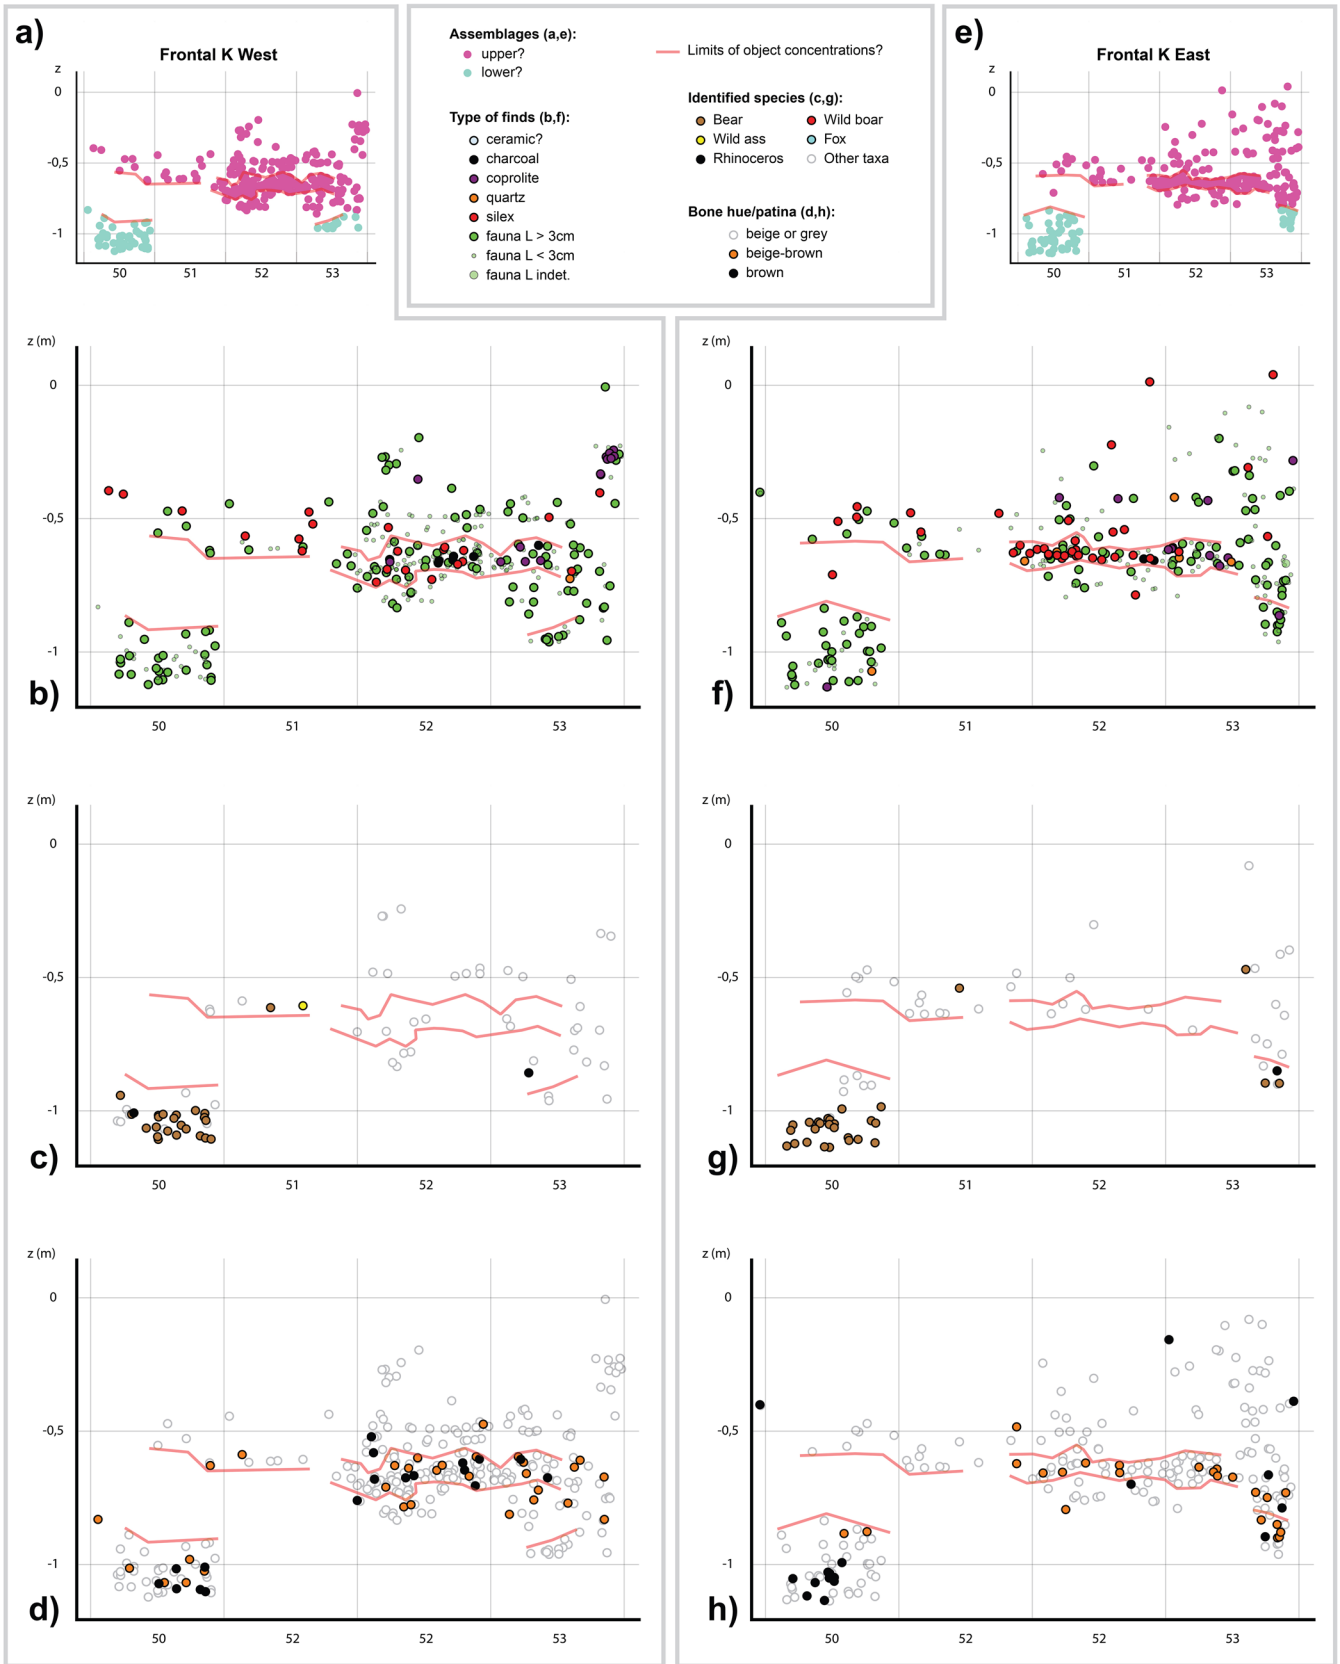 a)
Frontal K West
z
0
-0,5
-1
50 51 52 53
Assemblages (a,e):
upper?
lower?
Type of finds (b,f):
ceramic?
charcoal
coprolite
quartz
silex
fauna L > 3cm
fauna L < 3cm
fauna L indet.
Limits of object concentrations?
Identified species (c,g):
Bear
Wild ass
Rhinoceros
Wild boar
Fox
Other taxa
Bone hue/patina (d,h):
beige or grey
beige-brown
brown
e)
Frontal K East
z
0
-0,5
-1
50 51 52 53
z (m)
0
-0,5
-1
b)
50 51 52 53
z (m)
0
-0,5
-1
f)
50 51 52 53
z (m)
0
-0,5
-1
c)
50 51 52 53
z (m)
0
-0,5
-1
g)
50 51 52 53
z (m)
0
-0,5
-1
d)
50 52 52 53
z (m)
0
-0,5
-1
h)
50 52 52 53